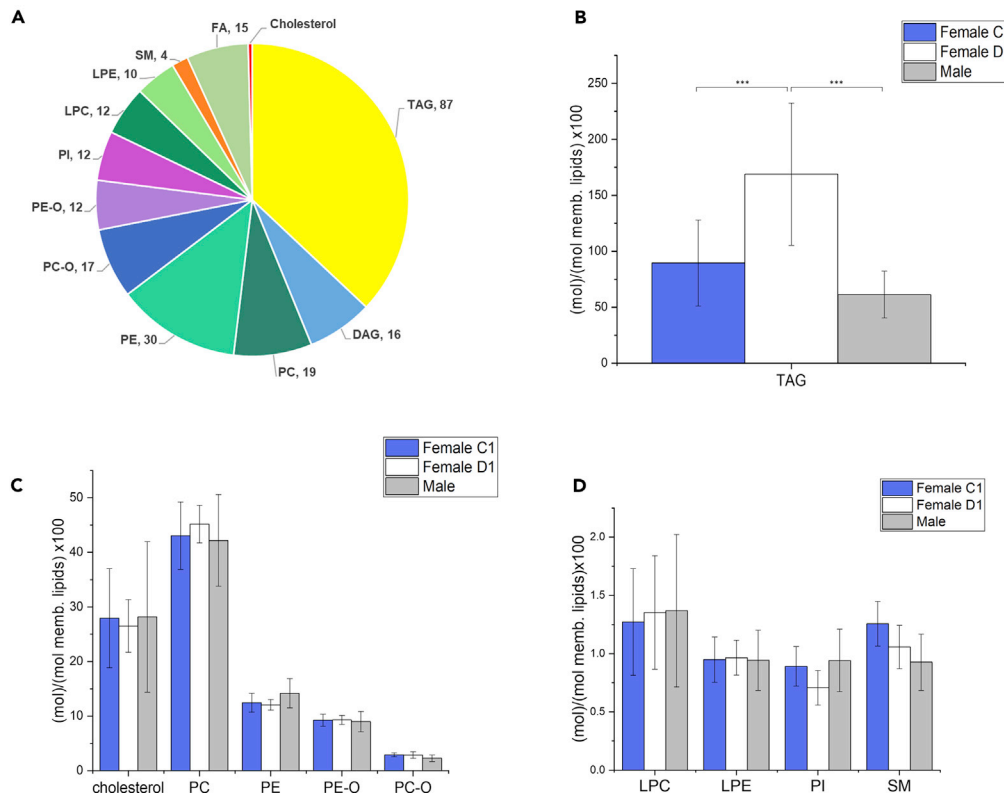 A
FA, 15
Cholesterol
SM, 4
LPE, 10
LPC, 12
PI, 12
PE-O, 12
PC-O, 17
PE, 30
PC, 19
DAG, 16
TAG, 87
B
Female C
Female D
Male
(mol)/(mol memb. lipids) x100
250
200
150
100
50
0
***
***
TAG
C
Female C1
Female D1
Male
(mol)/(mol memb. lipids) x100
50
40
30
20
10
0
cholesterol PC PE PE-O PC-O
D
Female C1
Female D1
Male
(mol)/(mol memb. lipids)x100
2.0
1.5
1.0
0.5
0.0
LPC LPE PI SM